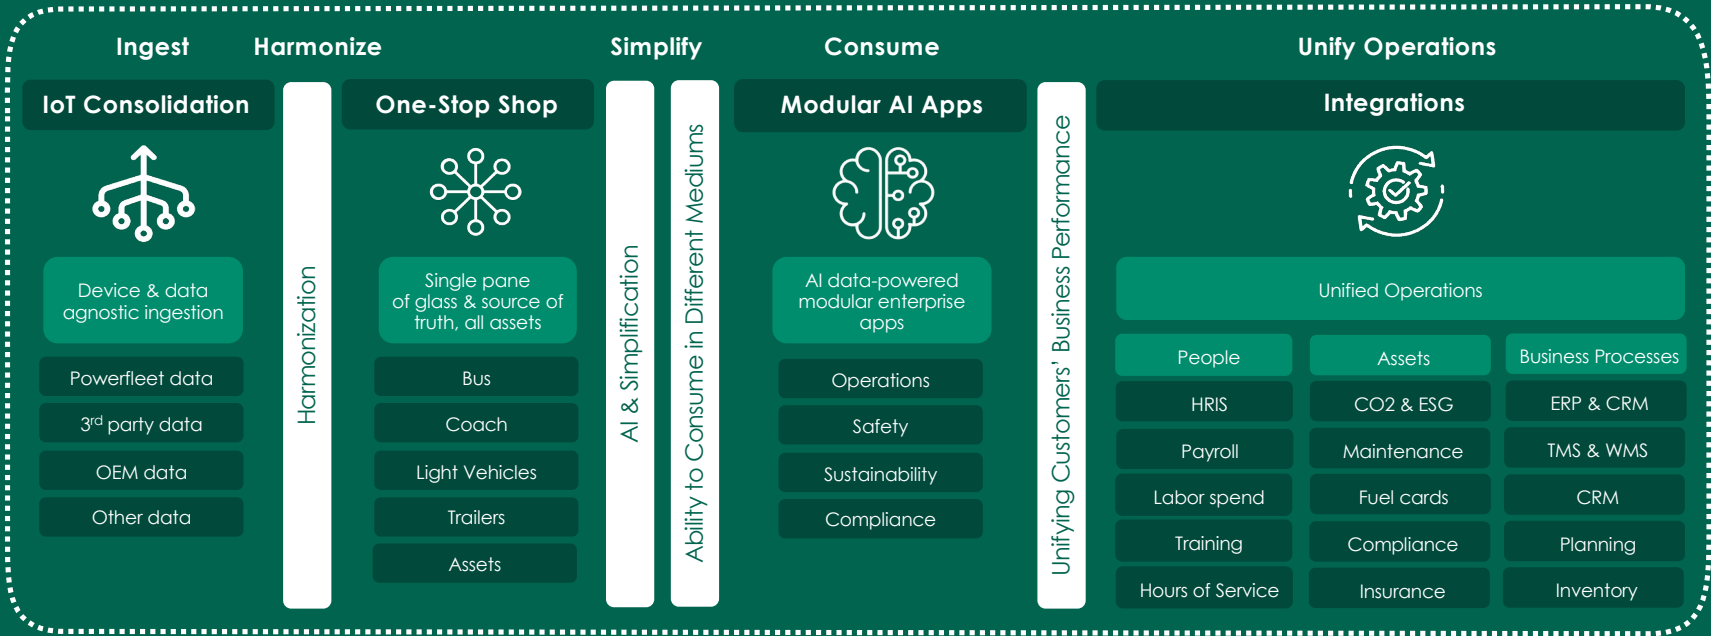 Ingest
Harmonize
Simplify
Consume
Unify Operations
IoT Consolidation
Device & data
agnostic ingestion
Powerfleet data
3rd party data
OEM data
Other data
Harmonization
One-Stop Shop
Single pane
of glass & source of
truth, all assets
Bus
Coach
Light Vehicles
Trailers
Assets
AI & Simplification
Ability to Consume in Different Mediums
Modular AI Apps
AI data-powered
modular enterprise
apps
Operations
Safety
Sustainability
Compliance
Unifying Customers' Business Performance
Integrations
Unified Operations
People
HRIS
Payroll
Labor spend
Training
Hours of Service
Assets
CO2 & ESG
Maintenance
Fuel cards
Compliance
Insurance
Business Processes
ERP & CRM
TMS & WMS
CRM
Planning
Inventory